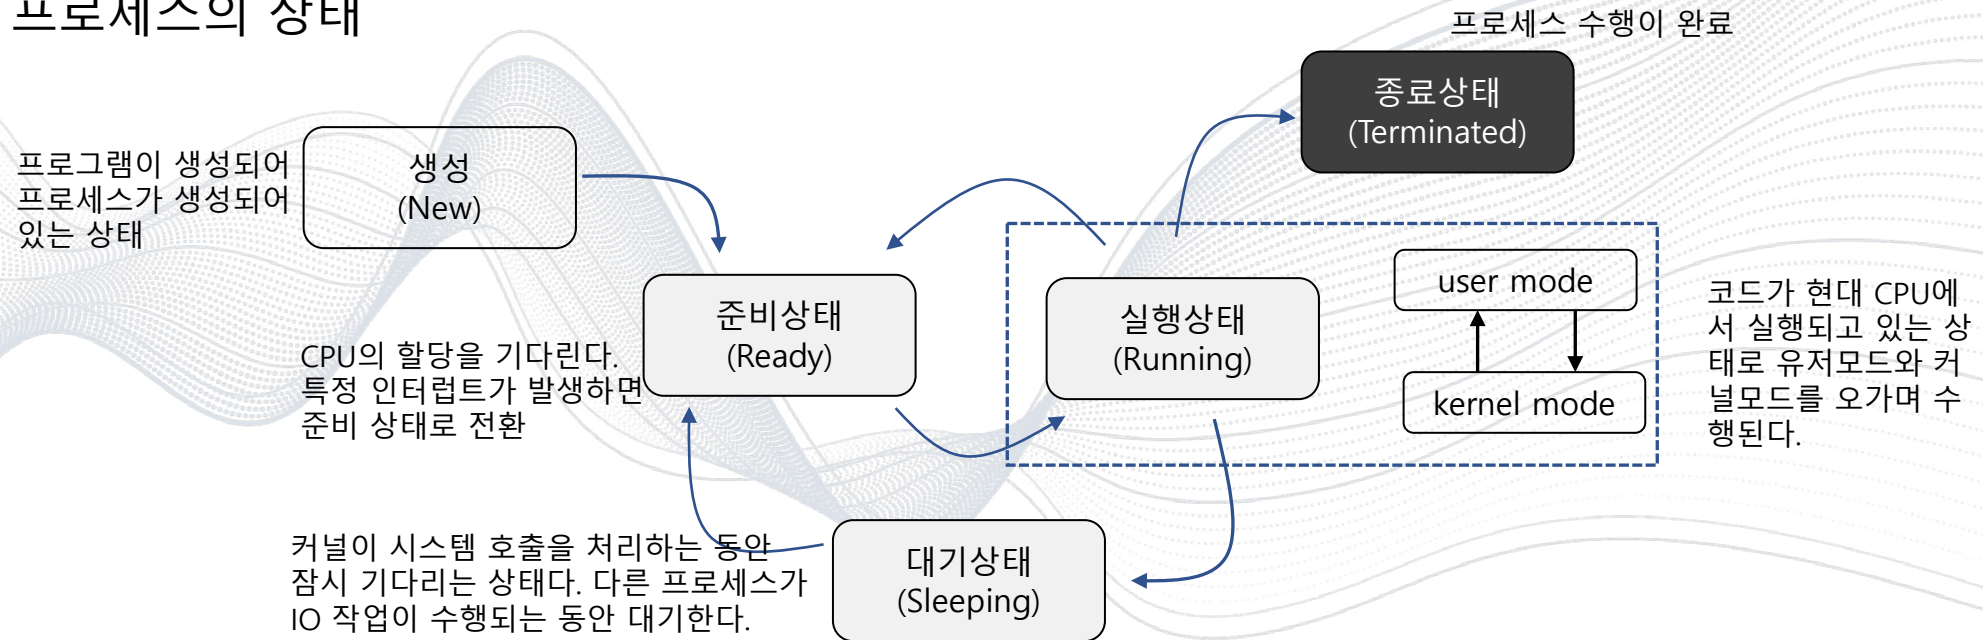 프로세스의 상태
프로세스 수행이 완료
종료상태
(Terminated)
프로그램이 생성되어
프로세스가 생성되어
있는 상태
생성
(New)
준비상태
(Ready)
CPU의 할당을 기다린다.
특정 인터럽트가 발생하면
준비 상태로 전환
실행상태
(Running)
user mode
kernel mode
코드가 현대 CPU에
서 실행되고 있는 상
태로 유저모드와 커
널모드를 오가며 수
행된다.
커널이 시스템 호출을 처리하는 동안
잠시 기다리는 상태다. 다른 프로세스가
IO 작업이 수행되는 동안 대기한다.
대기상태
(Sleeping)